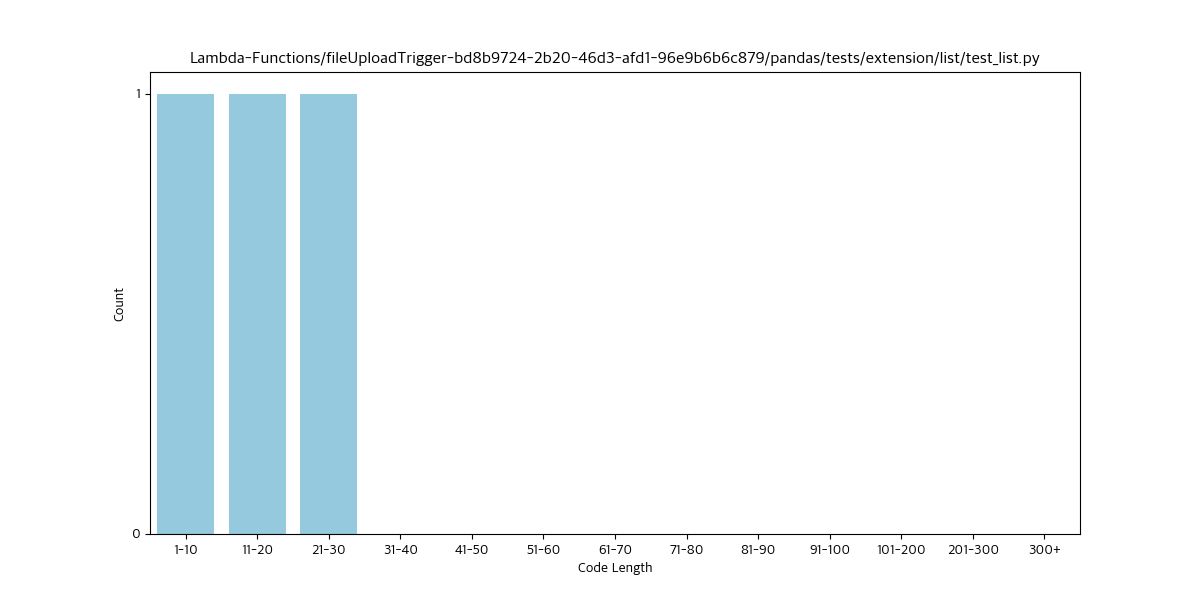 Lambda-Functions/fileUploadTrigger-bd8b9724-2b20-46d3-afd1-96e9b6b6c879/pandas/tests/extension/list/test_list.py
1
Count
0
1-10 11-20 21-30 31-40 41-50 51-60 61-70 71-80 81-90 91-100 101-200 201-300 300+
Code Length